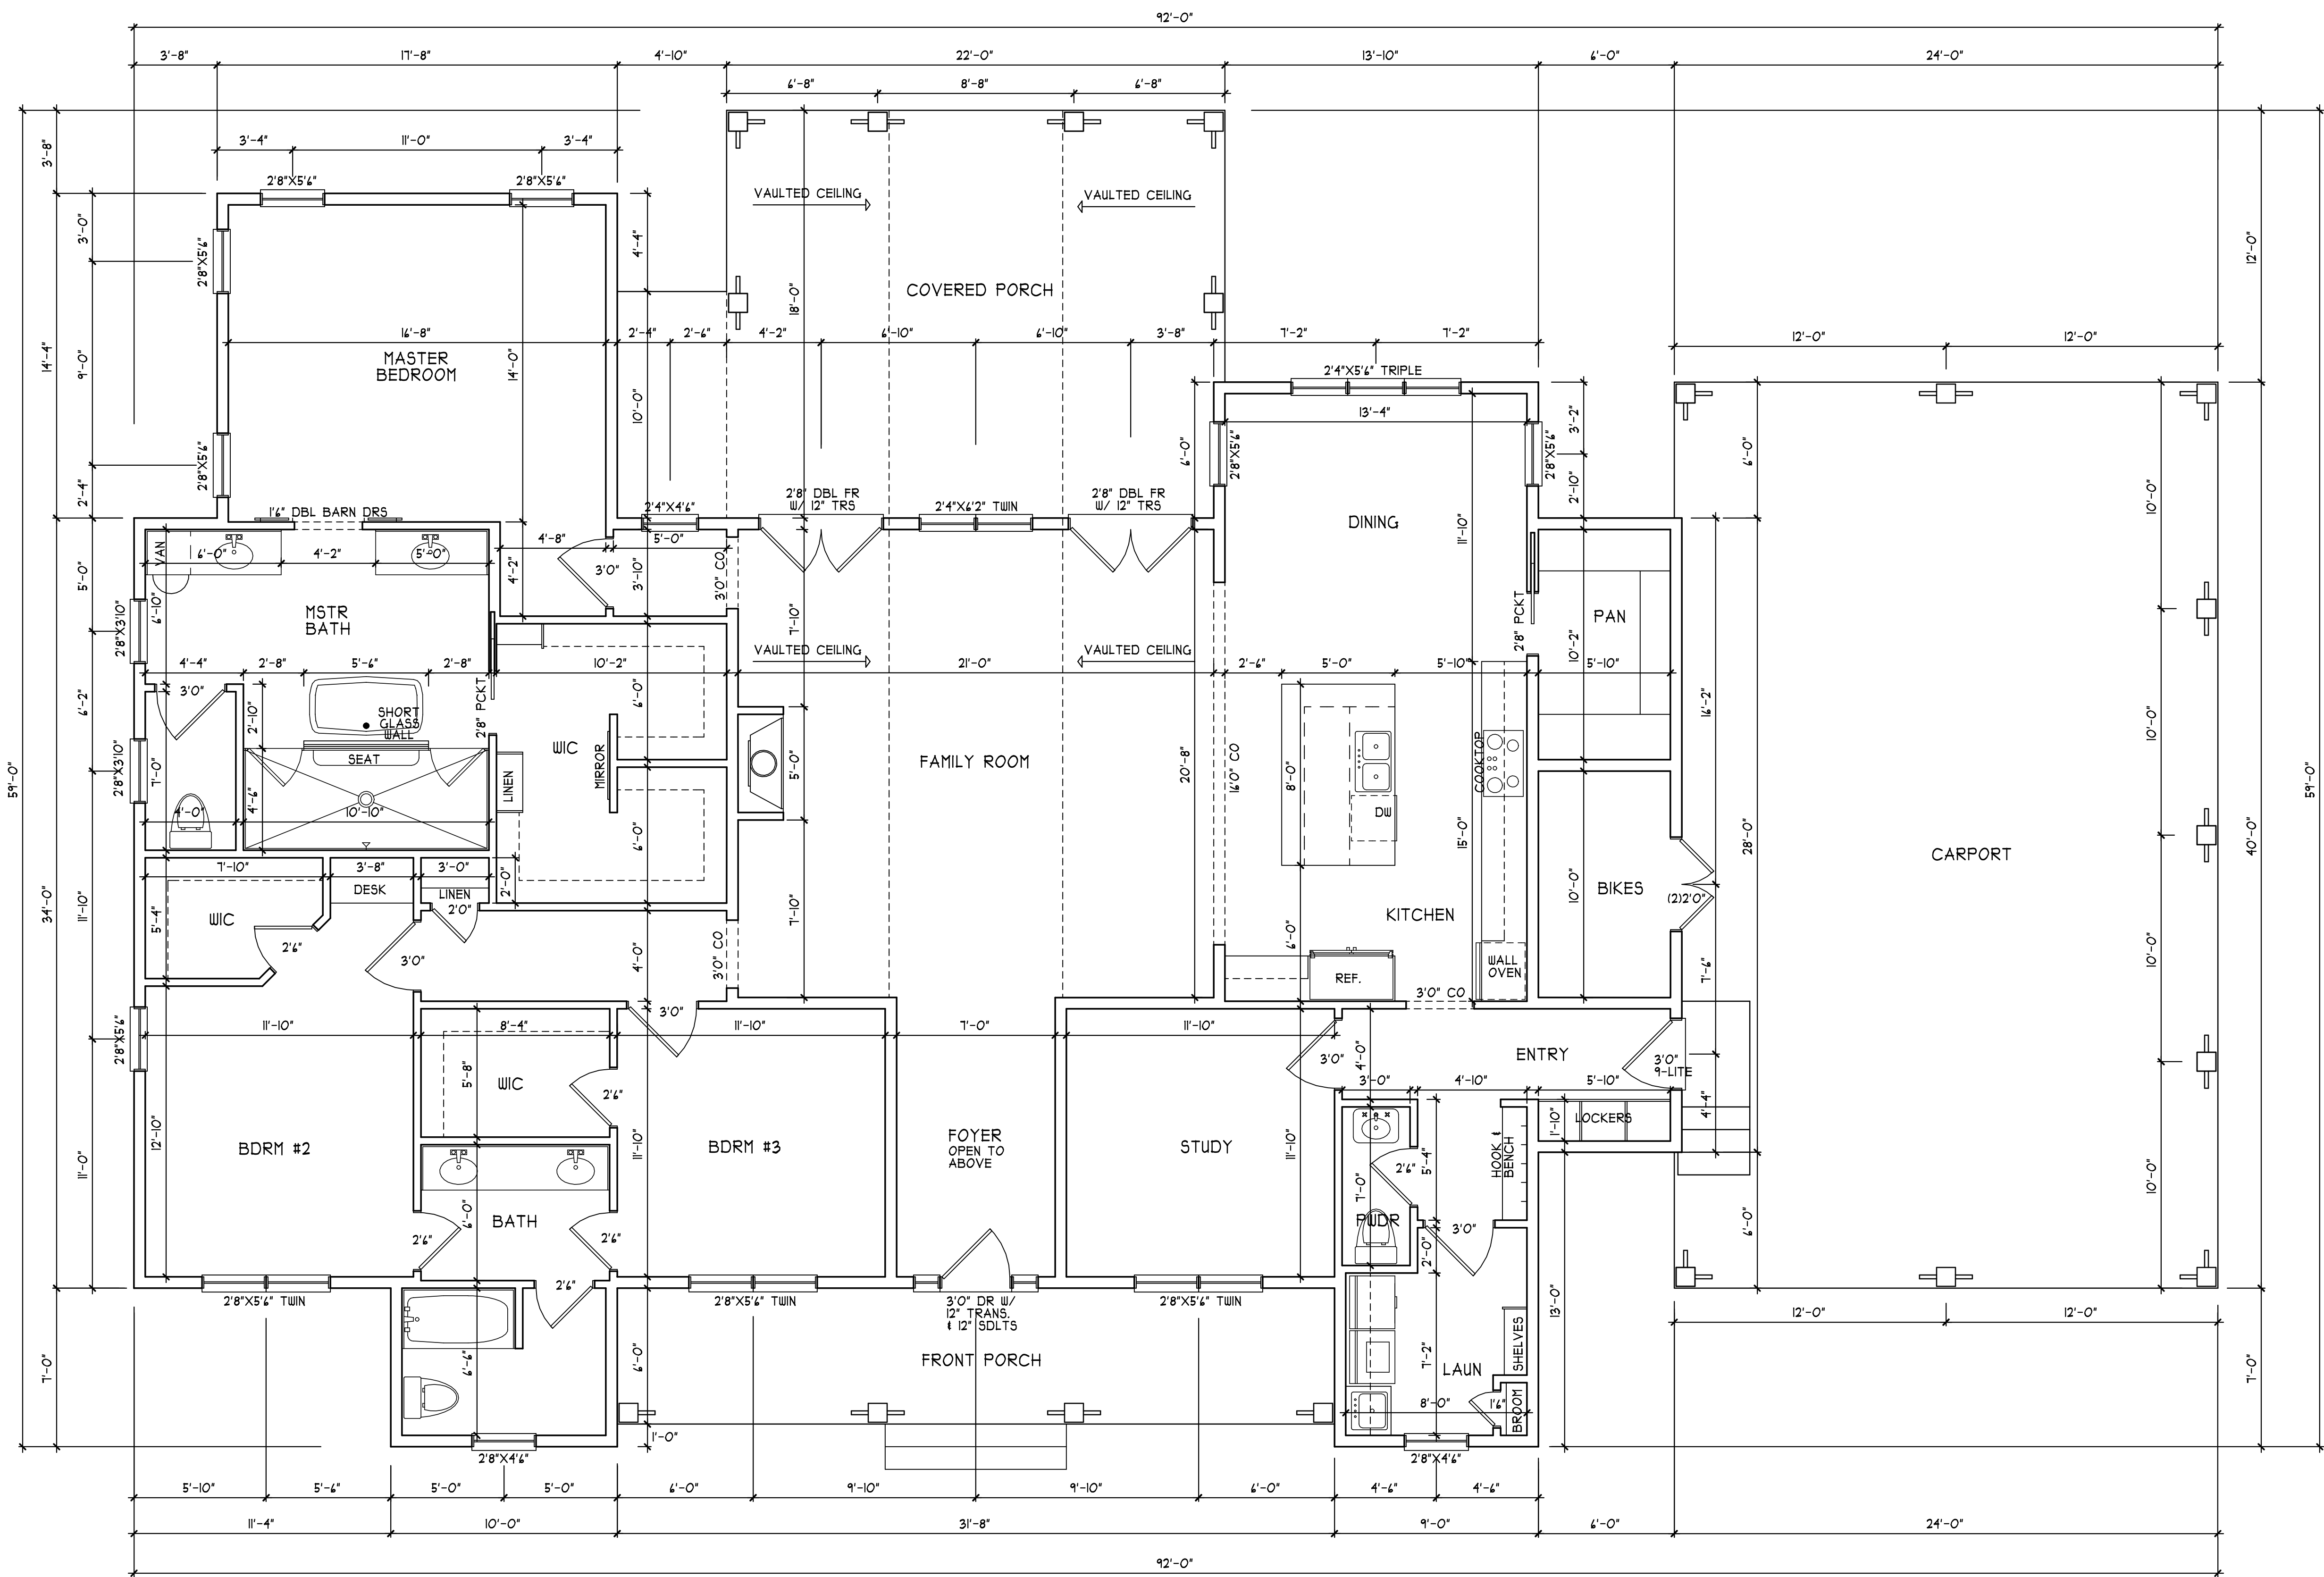 92'-0"
3'-8" 17'-8" 4'-10" 22'-0" 13'-10" 6'-0" 24'-0"
6'-8" 8'-8" 6'-8"
3'-4" 11'-0" 3'-4"
3'-8"
12'-0"
2'8"X5'6" 2'8"X5'6"
VAULTED CEILING VAULTED CEILING
3'-0"
4'-4"
2'8"X5'6"
COVERED PORCH
18'-0"
16'-8" 2'-4" 2'-6" 4'-2" 6'-10" 6'-10" 3'-8" 7'-2" 7'-2"
12'-0" 12'-0"
14'-4"
9'-0"
MASTER
BEDROOM
14'-0"
10'-0"
2'4"X5'6" TRIPLE
13'-4"
3'-2"
6'-0"
2'8"X5'6"
2'8"X5'6"
2'8"X5'6"
6'-0"
2'-4"
2'-10"
10'-0"
1'6" DBL BARN DRS
2'4"X4'6"
2'8" DBL FR
W/ 12" TRS
2'4"X6'2" TWIN
2'8" DBL FR
W/ 12" TRS
DINING
11'-10"
VAN
6'-0" 4'-2" 5'-0"
4'-8" 5'-0"
3'0"
4'-2"
3'-10"
3'0" CO
5'-0"
6'-10"
MSTR
BATH
2'8"X3'10"
7'-10"
2'8" PCKT
PAN
10'-2"
VAULTED CEILING VAULTED CEILING
4'-4" 2'-8" 5'-6" 2'-8" 10'-2" 21'-0" 2'-6" 5'-0" 5'-10" 5'-10"
3'0"
2'8" PCKT
6'-0"
6'-2"
2'-10"
SHORT
GLASS
WALL
16'-2"
10'-0"
SEAT
WIC
MIRROR
LINEN
5'-0"
FAMILY ROOM
20'-8"
16'0" CO
8'-0"
COOKTOP
DW
2'8"X3'10"
7'-0"
4'-6"
4'-0" 10'-10"
6'-0"
59'-0"
59'-0"
15'-0"
28'-0"
CARPORT
40'-0"
7'-10" 3'-8" 3'-0"
2'-0"
DESK
LINEN
2'0"
BIKES
10'-0"
(2)2'0"
34'-0"
11'-10"
5'-4"
WIC
2'6"
3'0"
4'-0"
3'0" CO
7'-10"
KITCHEN
6'-0"
REF.
WALL
OVEN
3'0" CO
7'-6"
10'-0"
3'0"
11'-10" 8'-4" 11'-10" 7'-0" 11'-10"
2'8"X5'6"
ENTRY
3'0"
4'-0"
3'0"
9-LITE
WIC
5'-8"
2'6"
3'-0" 4'-10" 5'-10"
1'-10"
LOCKERS
4'-4"
11'-0"
12'-10"
BDRM #2
BDRM #3
11'-10"
FOYER
OPEN TO
ABOVE
STUDY
11'-10"
2'6"
5'-4"
HOOK &
BENCH
7'-0"
PWDR
10'-0"
6'-0"
BATH
6'-0"
2'6"
2'6"
3'0"
2'-0"
2'6"
2'8"X5'6" TWIN
2'8"X5'6" TWIN
3'0" DR W/
12" TRANS.
& 12" SDLTS
2'8"X5'6" TWIN
13'-0"
12'-0" 12'-0"
7'-0"
6'-6"
6'-0"
FRONT PORCH
7'-2"
LAUN
SHELVES
7'-0"
8'-0"
1'6"
BROOM
1'-0"
2'8"X4'6"
2'8"X4'6"
5'-10" 5'-6" 5'-0" 5'-0" 6'-0" 9'-10" 9'-10" 6'-0" 4'-6" 4'-6"
11'-4" 10'-0" 31'-8" 9'-0" 6'-0" 24'-0"
92'-0"